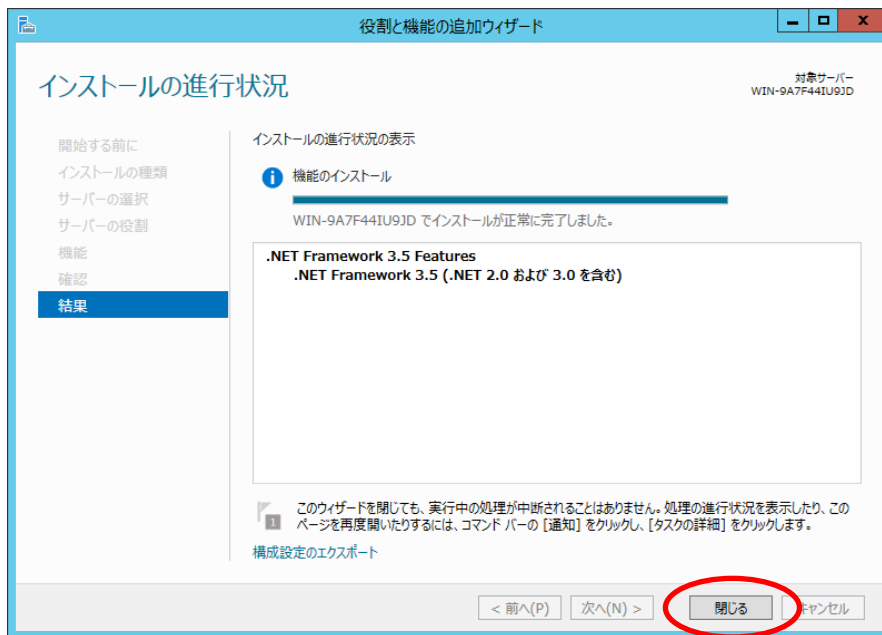 役割と機能の追加ウィザード
インストールの進行状況
対象サーバー
WIN-9A7F44IU9JD
開始する前に
インストールの種類
サーバーの選択
サーバーの役割
機能
確認
結果
インストールの進行状況の表示
機能のインストール
WIN-9A7F44IU9JD でインストールが正常に完了しました。
.NET Framework 3.5 Features
.NET Framework 3.5 (.NET 2.0 および 3.0 を含む)
1
このウィザードを閉じても、実行中の処理が中断されることはありません。処理の進行状況を表示したり、この
ページを再度開いたりするには、コマンド バーの [通知] をクリックし、[タスクの詳細] をクリックします。
構成設定のエクスポート
< 前へ(P)
次へ(N) >
閉じる
キャンセル